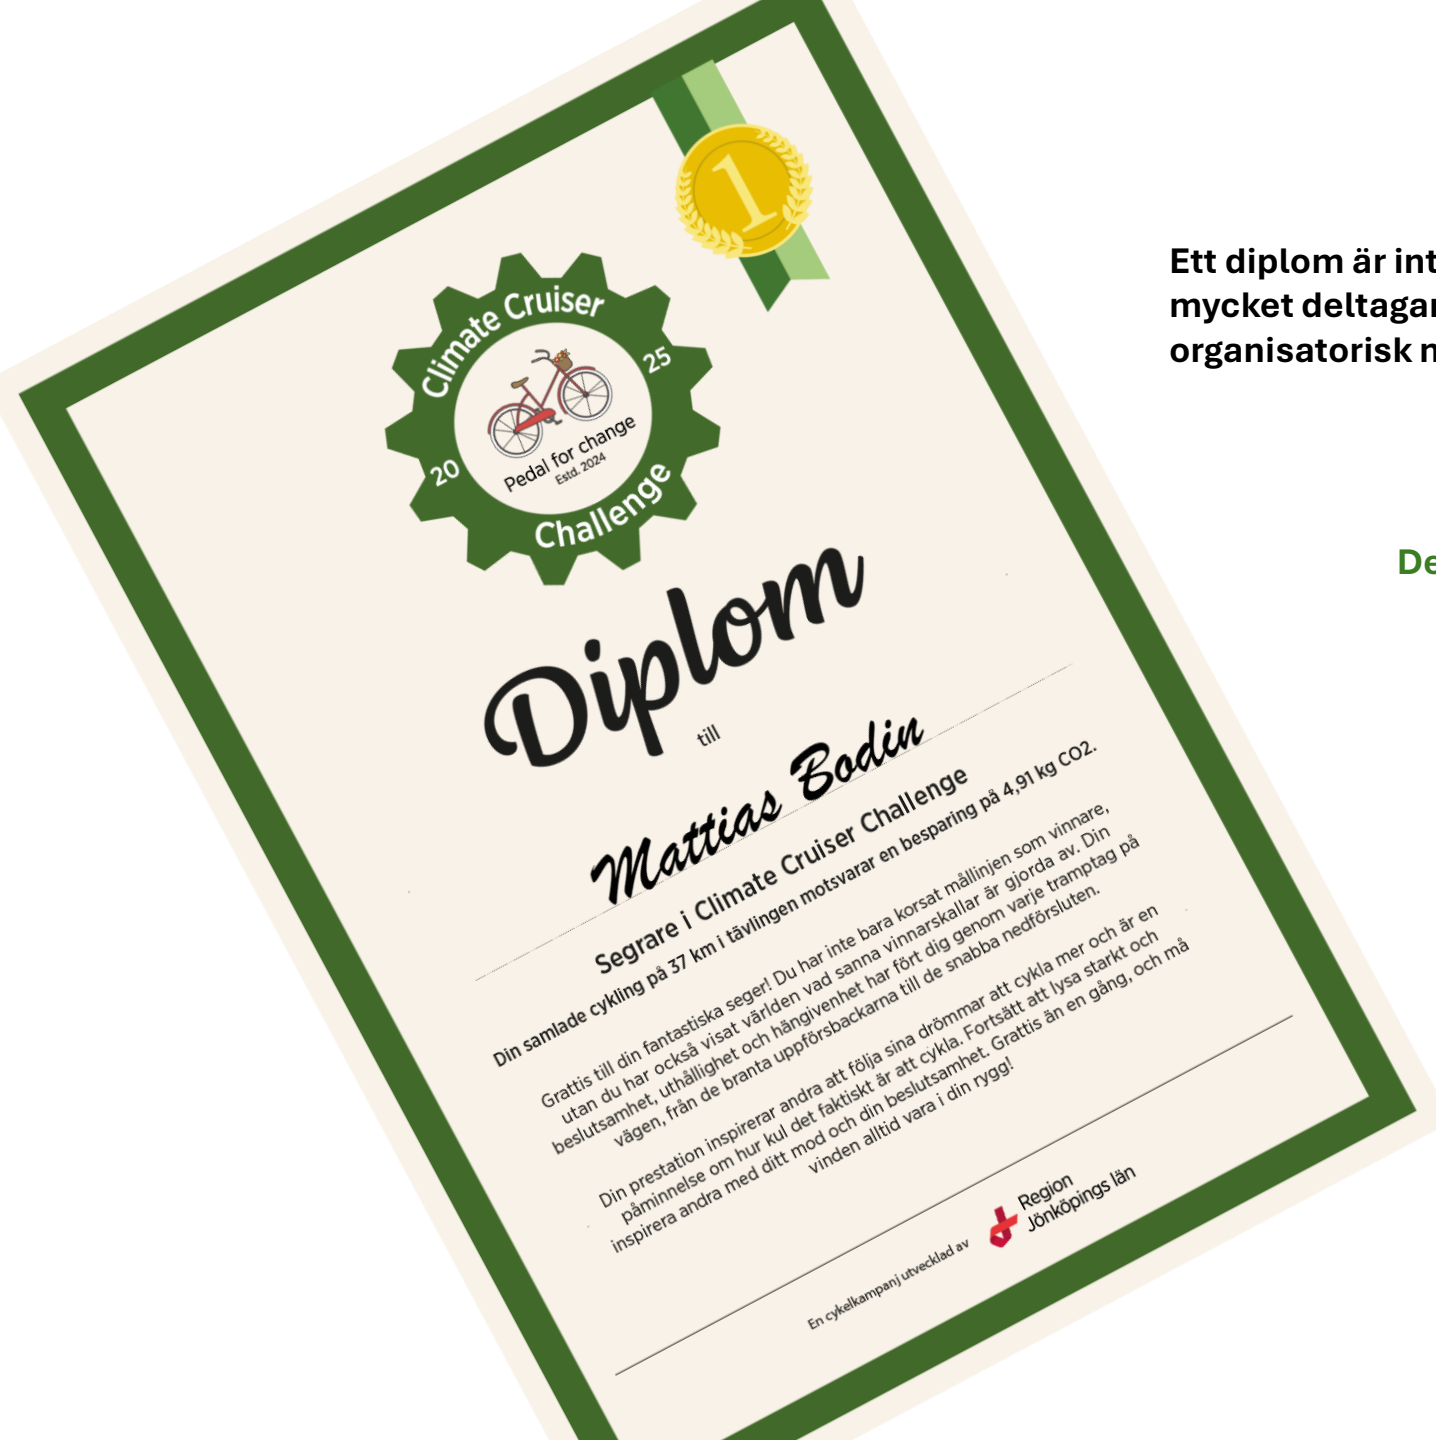 1
Climate Cruiser
20
25
Pedal for change
Estd. 2024
Challenge
Diplom
till
Mattias Bodin
Segrare i Climate Cruiser Challenge
Din samlade cykling på 37 km i tävlingen motsvarar en besparing på 4,91 kg CO2.
Grattis till din fantastiska seger! Du har inte bara korsat mållinjen som vinnare,
utan du har också visat världen vad sanna vinnarskallar är gjorda av. Din
beslutsamhet, uthållighet och hängivenhet har fört dig genom varje tramptag på
vägen, från de branta uppförsbackarna till de snabba nedförsluten.
Din prestation inspirerar andra att följa sina drömmar att cykla mer och är en
påminnelse om hur kul det faktiskt är att cykla. Fortsätt att lysa starkt och
inspirera andra med ditt mod och din beslutsamhet. Grattis än en gång, och må
vinden alltid vara i din rygg!
En cykelkampanj utvecklad av
Region
Jönköpings län
Ett diplom är int
mycket deltagar
organisatorisk n
De